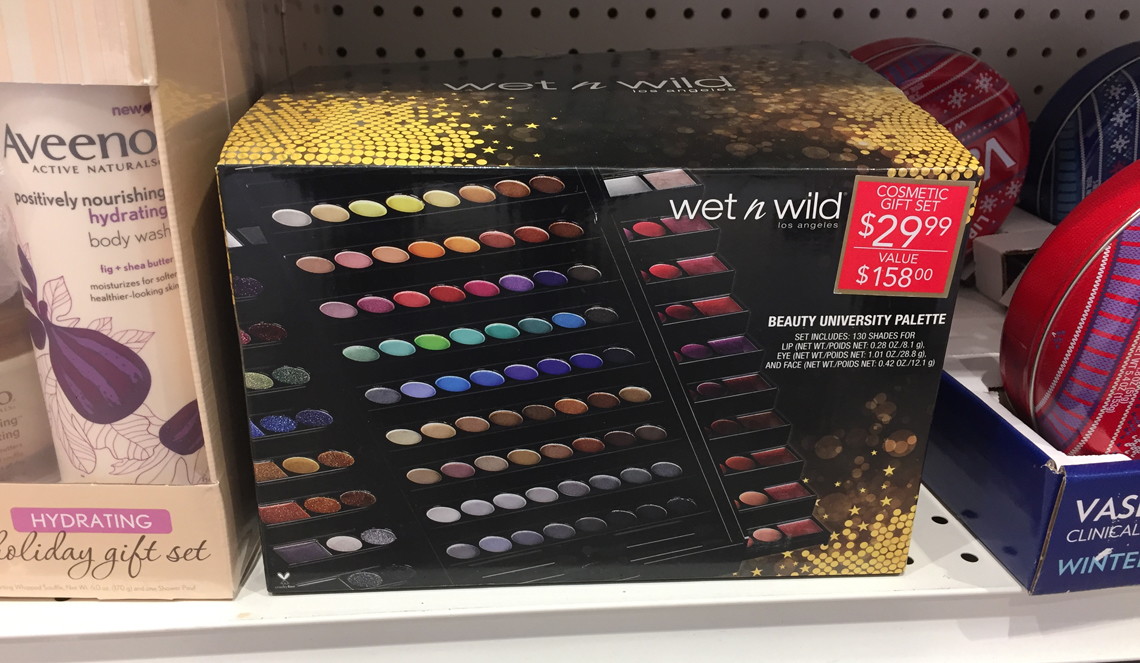 new
Aveeno
ACTIVE NATURALS
positively nourishing
hydrating
body wash
fig + shea butter
moisturizes for softer
healthier-looking skin
HYDRATING
holiday gift set
wet n wild
los angeles
wet n wild
los angeles
COSMETIC
GIFT SET
$29.99
VALUE
$158.00
BEAUTY UNIVERSITY PALETTE
SET INCLUDES: 130 SHADES FOR
LIP (NET WT./POIDS NET: 0.28 OZ./8.1 g),
EYE (NET WT./POIDS NET: 1.01 OZ./28.8 g),
AND FACE (NET WT./POIDS NET: 0.42 OZ./12.1 g)
VAS
CLINICAL
WINTE